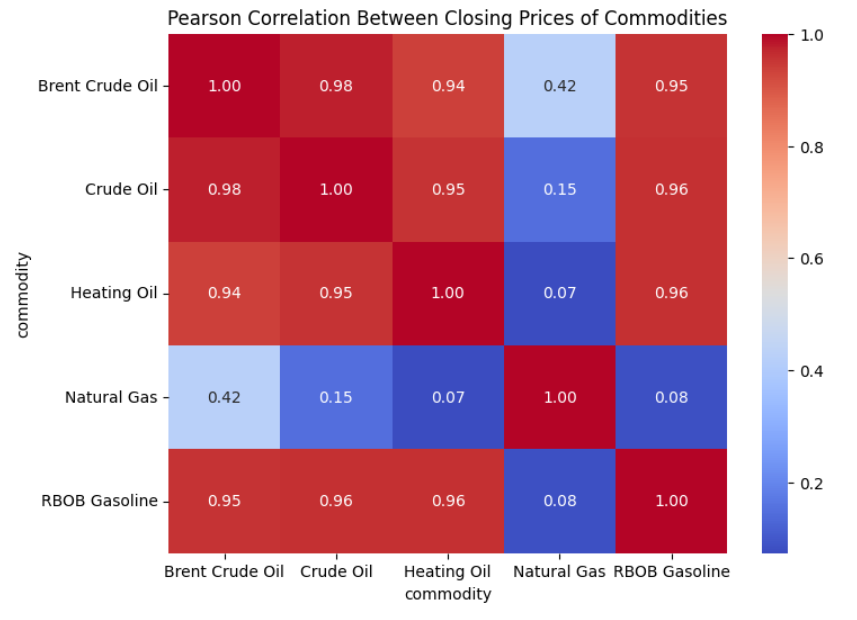 Pearson Correlation Between Closing Prices of Commodities
Brent Crude Oil 1.00 0.98 0.94 0.42 0.95
Crude Oil 0.98 1.00 0.95 0.15 0.96
Heating Oil 0.94 0.95 1.00 0.07 0.96
Natural Gas 0.42 0.15 0.07 1.00 0.08
RBOB Gasoline 0.95 0.96 0.96 0.08 1.00
Brent Crude Oil Crude Oil Heating Oil Natural Gas RBOB Gasoline
commodity
commodity
1.0
0.8
0.6
0.4
0.2